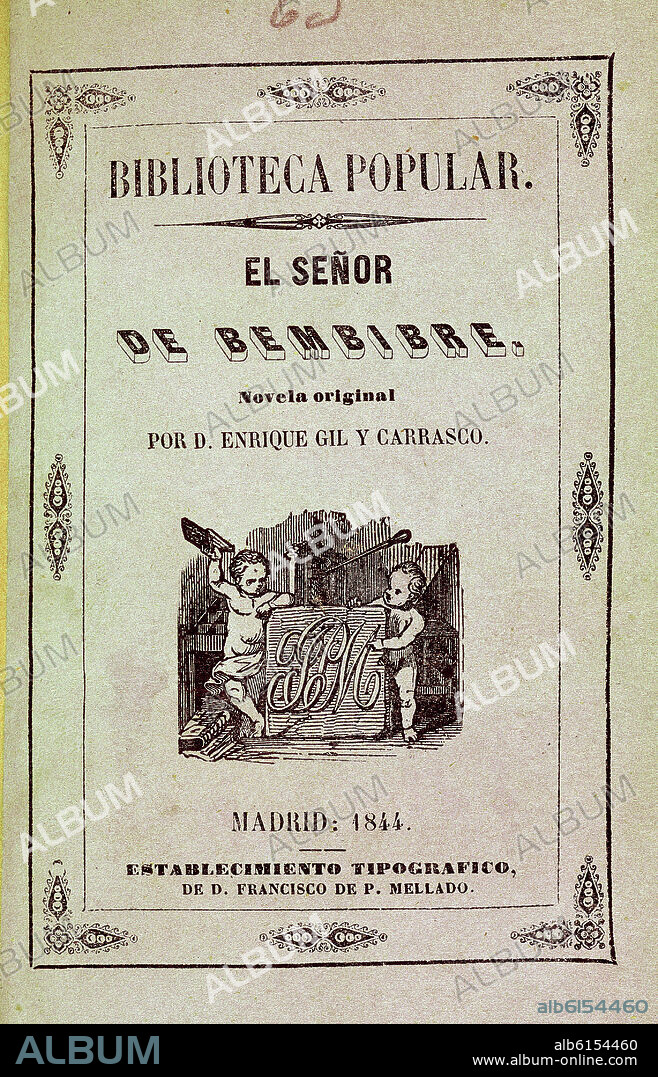 BIBLIOTECA POPULAR.
EL SEÑOR
DE BEMBIBRE.
Novela original
POR D. ENRIQUE GIL Y CARRASCO.
MADRID: 1844.
ESTABLECIMIENTO TIPOGRAFICO,
DE D. FRANCISCO DE P. MELLADO.
alb6154460
ALBUM
alb6154460
www.album-online.com